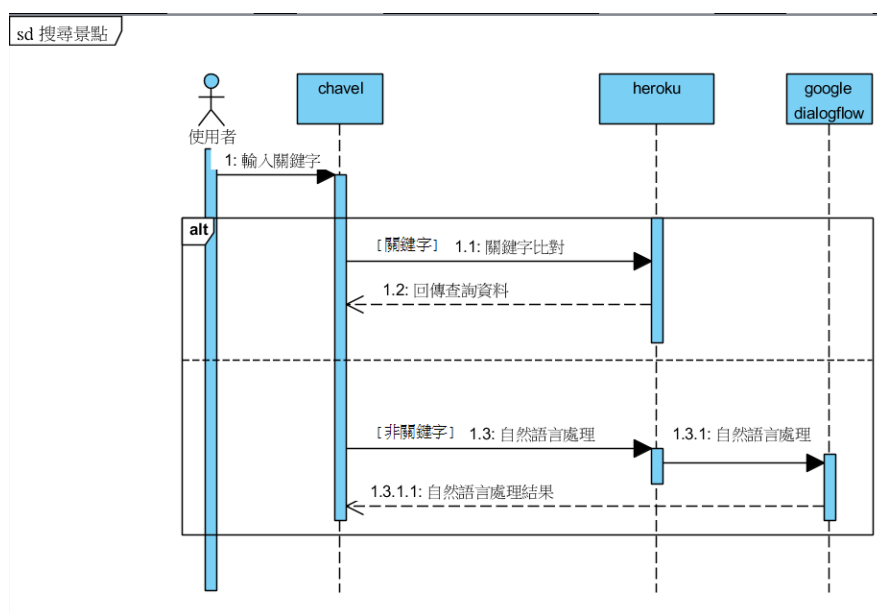 sd 搜尋景點
chavel
heroku
google
dialogflow
使用者
1: 輸入關鍵字
alt
[關鍵字] 1.1: 關鍵字比對
1.2: 回傳查詢資料
[非關鍵字] 1.3: 自然語言處理
1.3.1: 自然語言處理
1.3.1.1: 自然語言處理結果